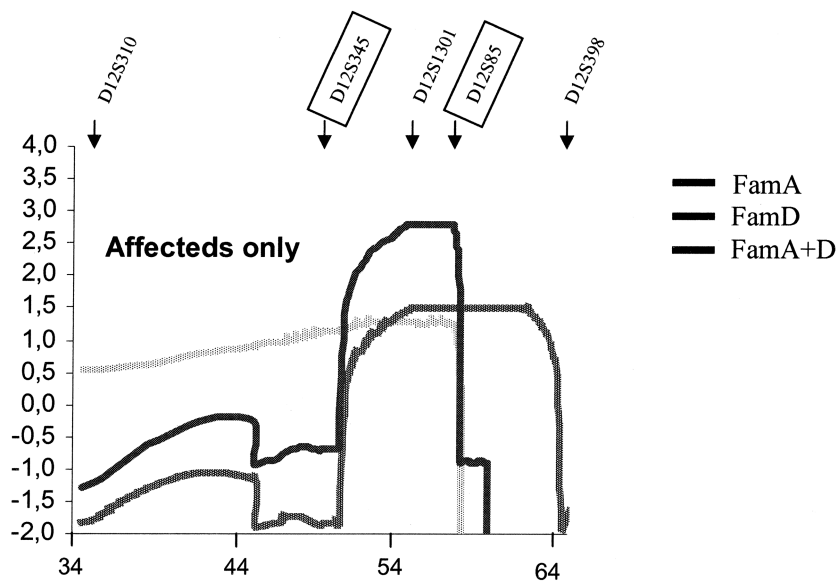 D12S310
D12S345
D12S1301
D12S85
D12S398
4,0
3,5
3,0
2,5
2,0
1,5
1,0
0,5
0,0
-0,5
-1,0
-1,5
-2,0
Affecteds only
FamA
FamD
FamA+D
34
44
54
64